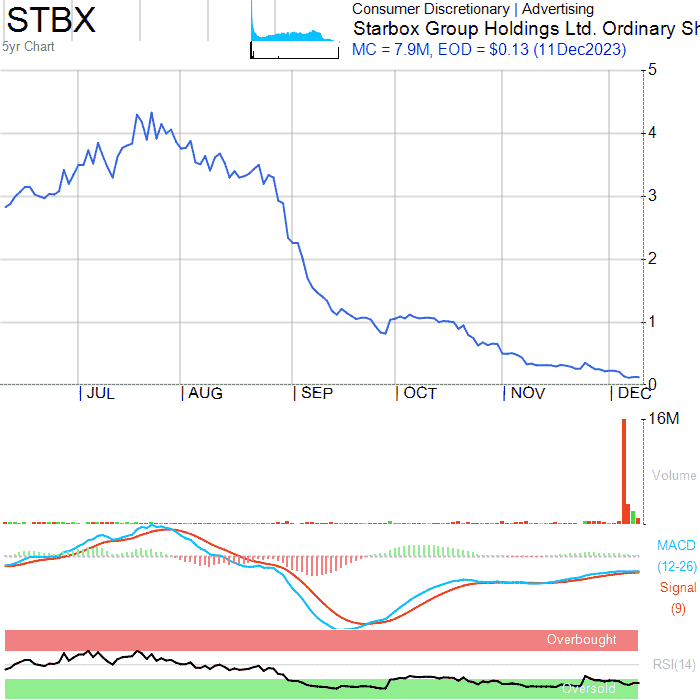 STBX
5yr Chart
Consumer Discretionary | Advertising
Starbox Group Holdings Ltd. Ordinary Sh
MC = 7.9M, EOD = $0.13 (11Dec2023)
5
4
3
2
1
0
JUL AUG SEP OCT NOV DEC
16M
Volume
MACD
(12-26)
Signal
(9)
Overbought
RSI(14)
Oversold